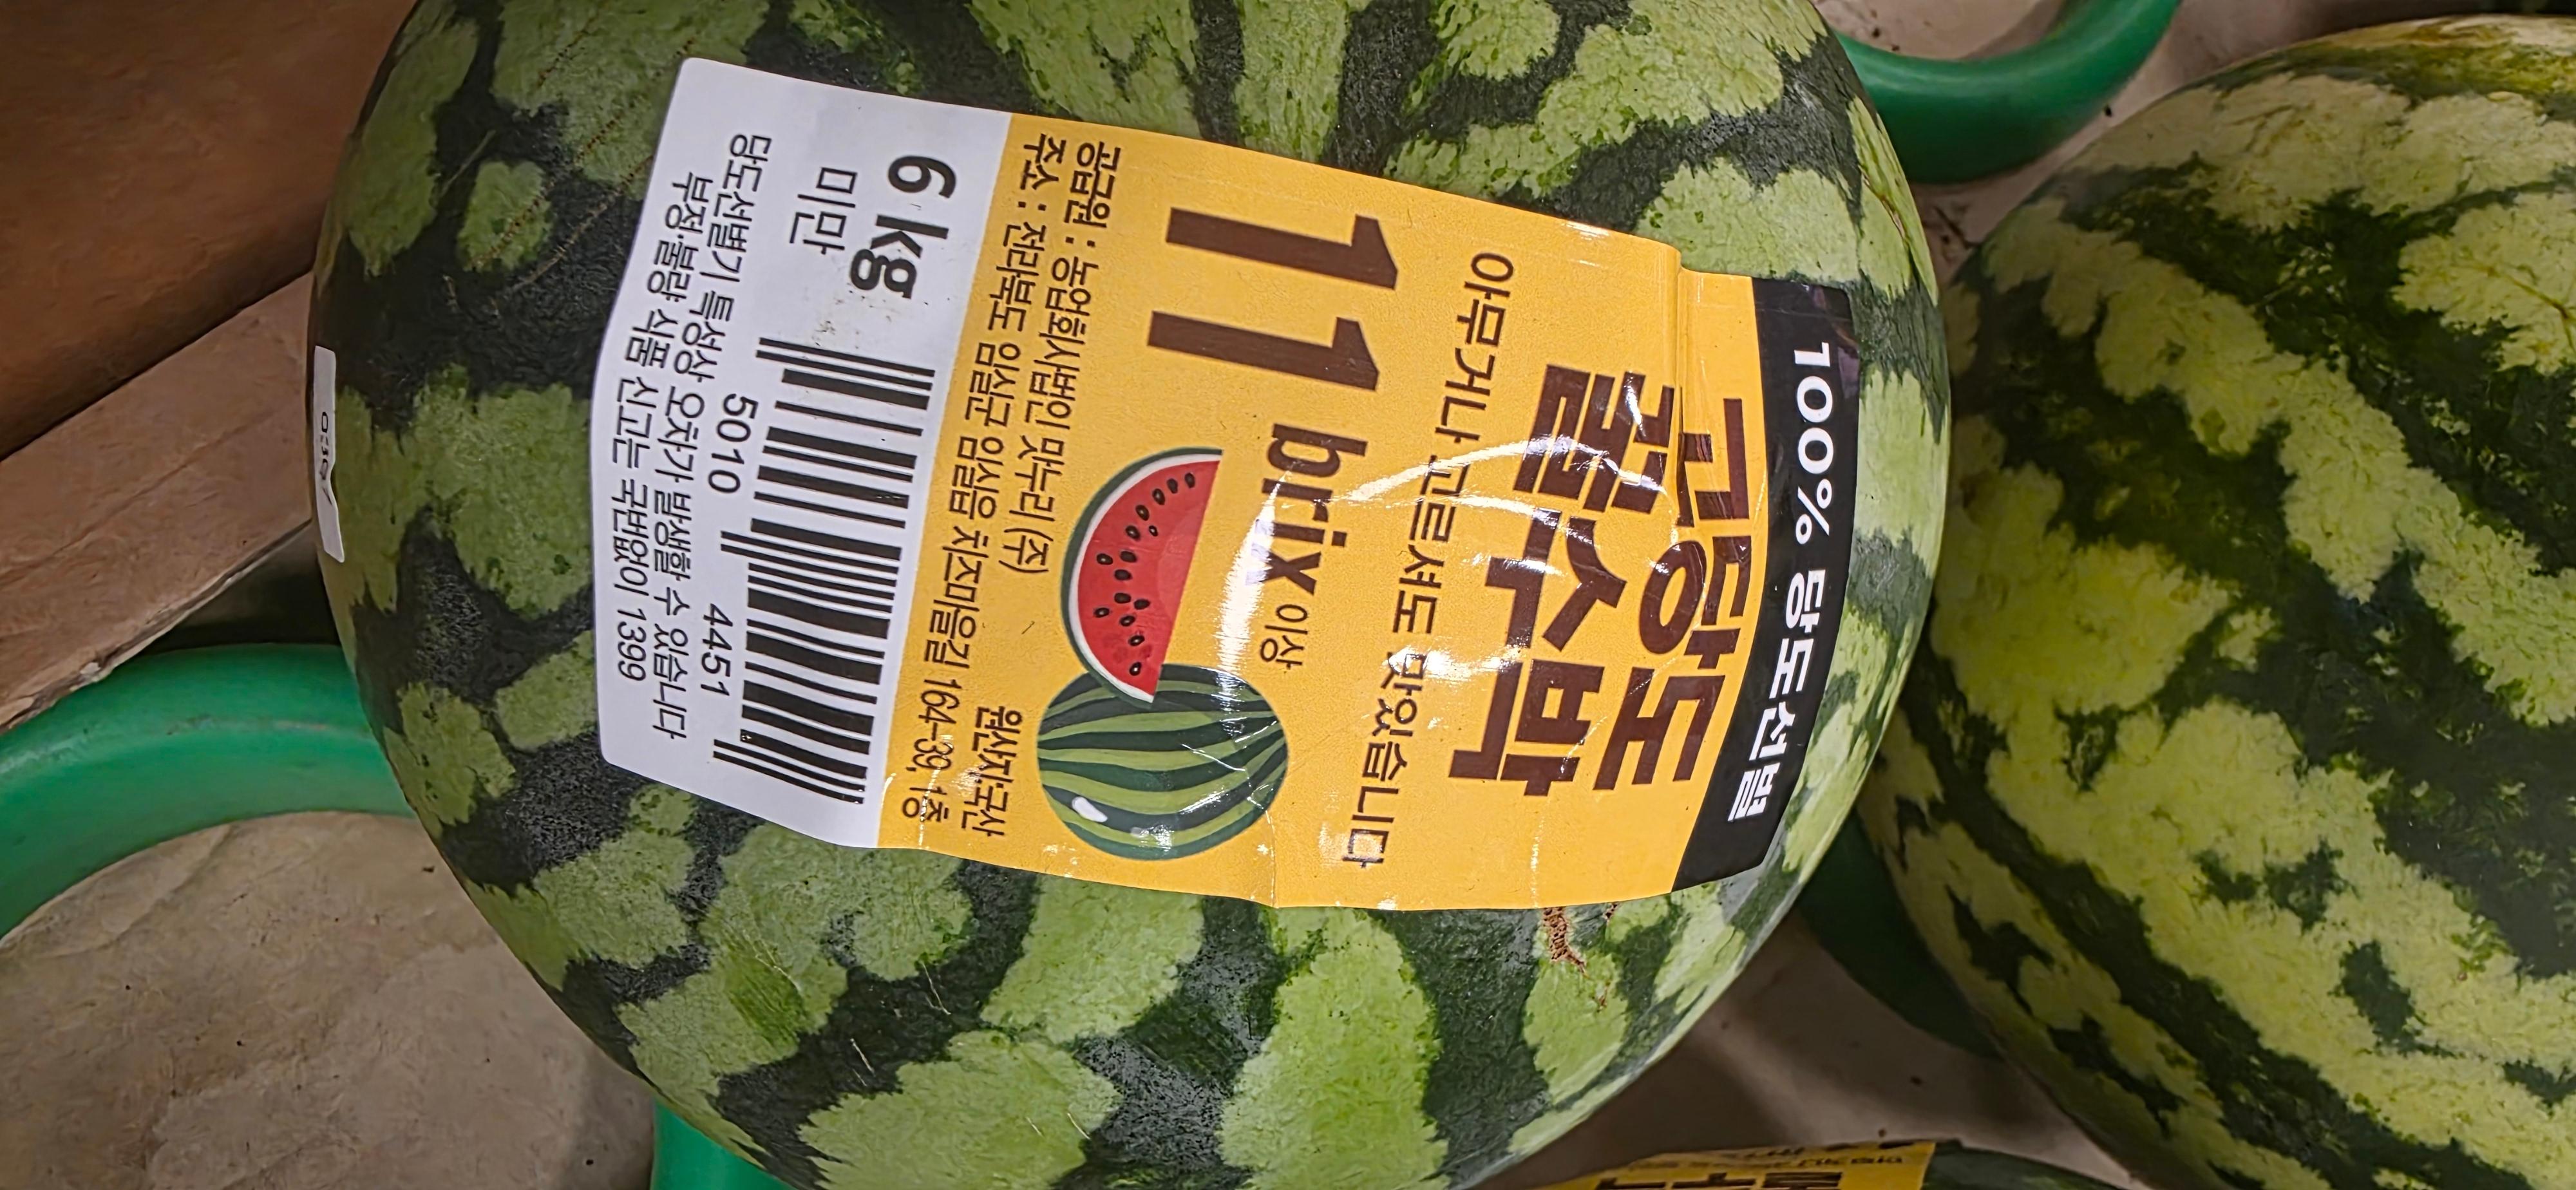 100% 당도선별
고당도
꿀수박
아무거나 고르셔도 맛있습니다
11 brix 이상
공급원 : 농업회사법인 맛누리 (주)
원산지:국산
주소 : 전라북도 임실군 임실읍 치즈마을길 164-39, 1층
6 kg
미만
5010 4451
당도선별기 특성상 오차가 발생할 수 있습니다
부정·불량 식품 신고는 국번없이 1399